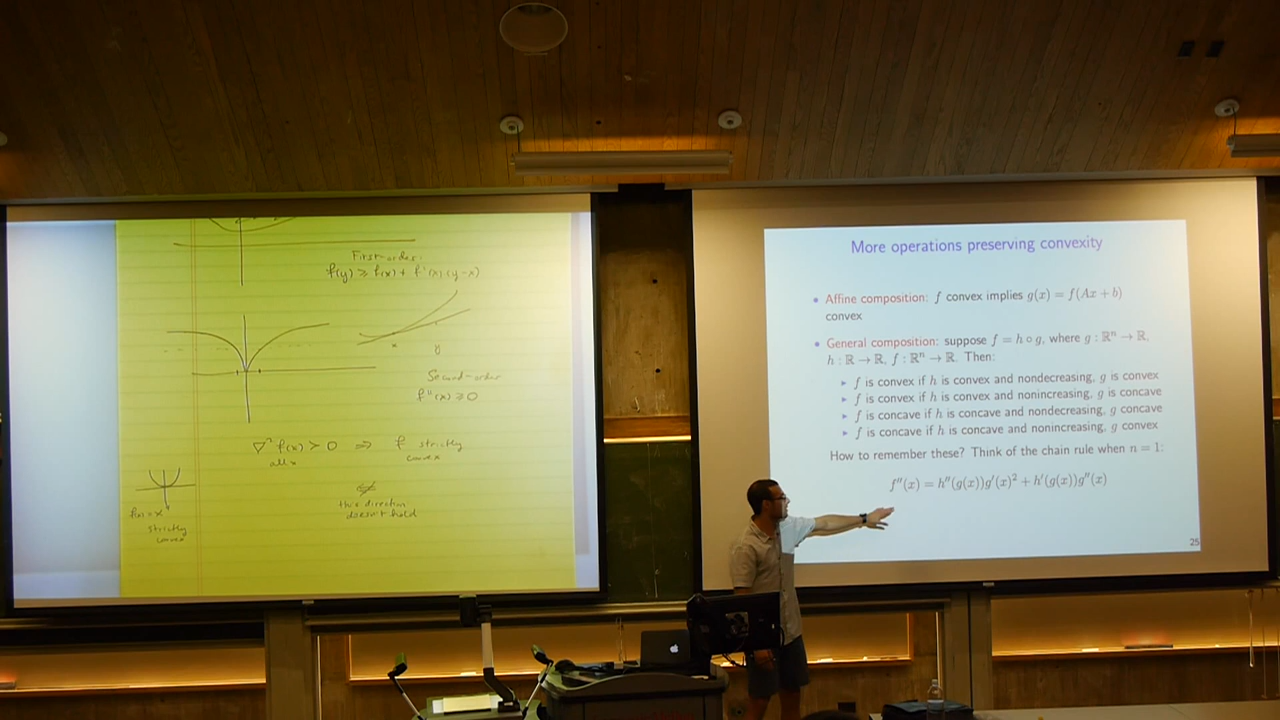 First-order:
f(y) ≥ f(x) + f'(x)(y-x)
x
y
Second-order
f''(x) ≥ 0
f(x) > 0 ⇒ f strictly
all x convex
⇍
this direction
doesn't hold
strictly
convex
More operations preserving convexity
• Affine composition: f convex implies g(x) = f(Ax + b)
convex
• General composition: suppose f = h ∘ g, where g : ℝⁿ → ℝ,
h : ℝ → ℝ, f : ℝⁿ → ℝ. Then:
▸ f is convex if h is convex and nondecreasing, g is convex
▸ f is convex if h is convex and nonincreasing, g is concave
▸ f is concave if h is concave and nondecreasing, g concave
▸ f is concave if h is concave and nonincreasing, g convex
How to remember these? Think of the chain rule when n = 1:
f''(x) = h''(g(x))g'(x)² + h'(g(x))g''(x)
25